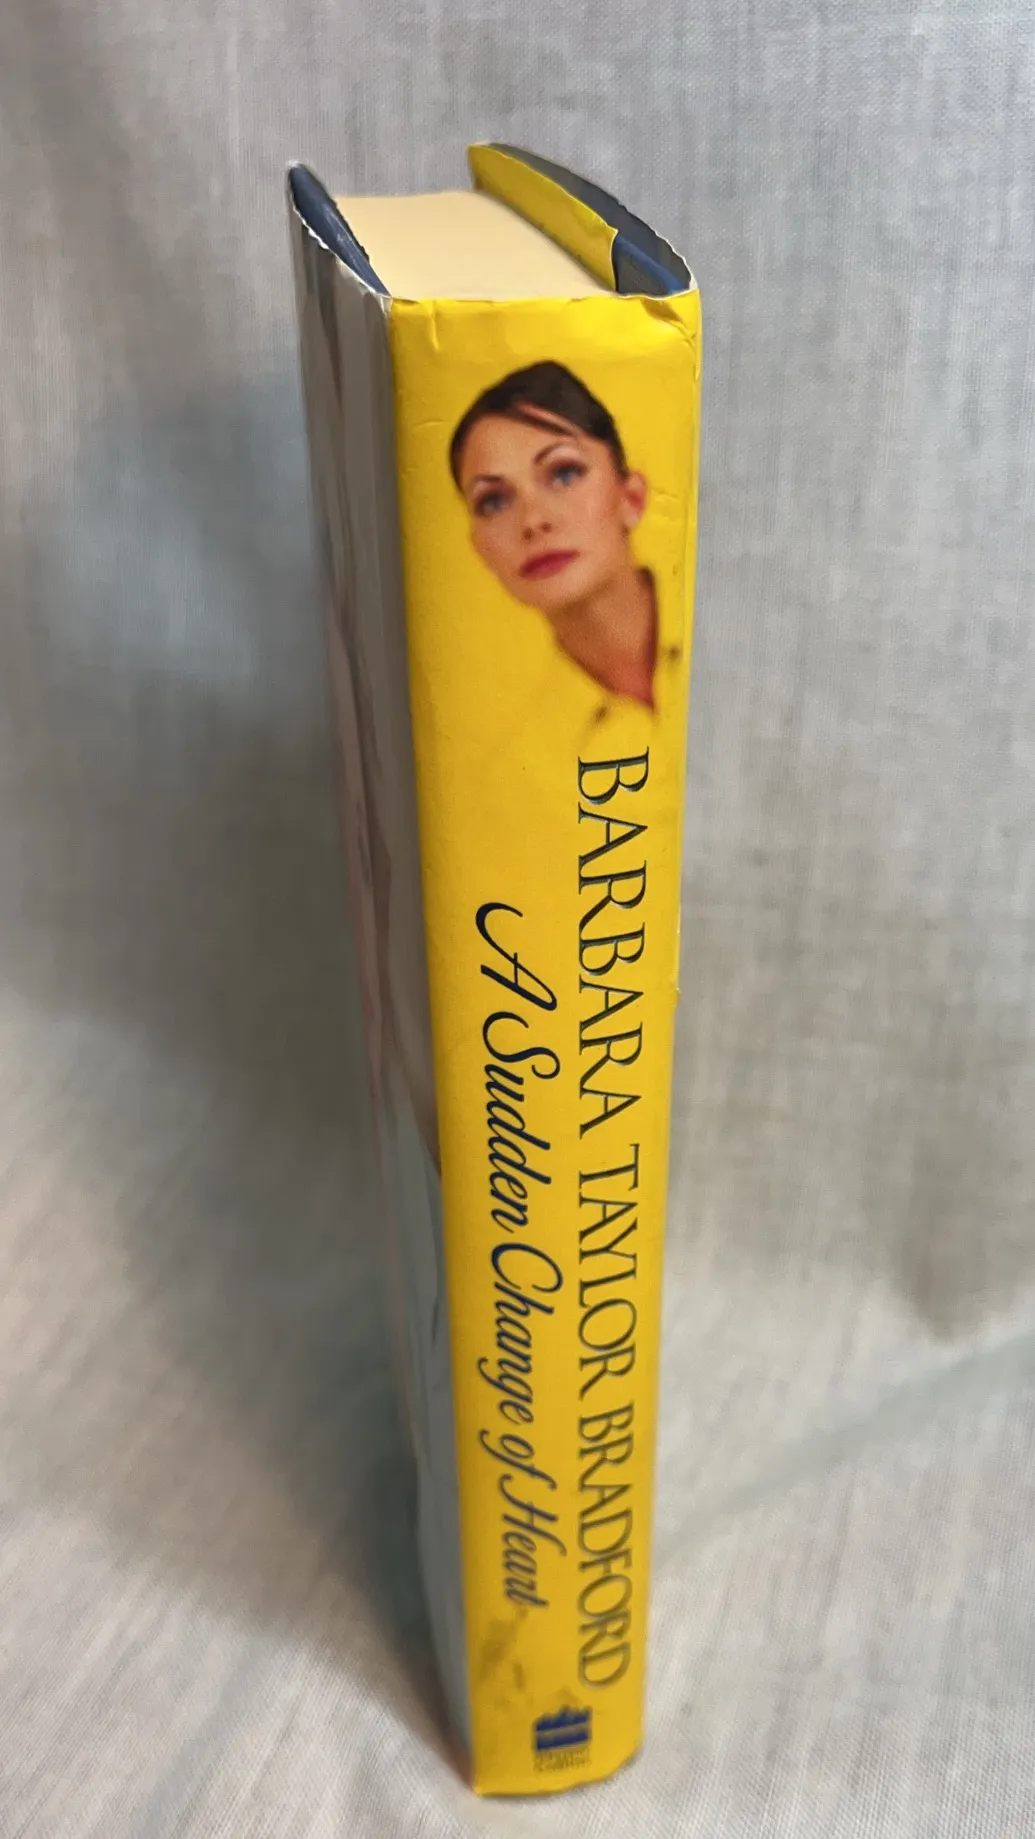 BARBARA TAYLOR BRADFORD
A Sudden Change of Heart